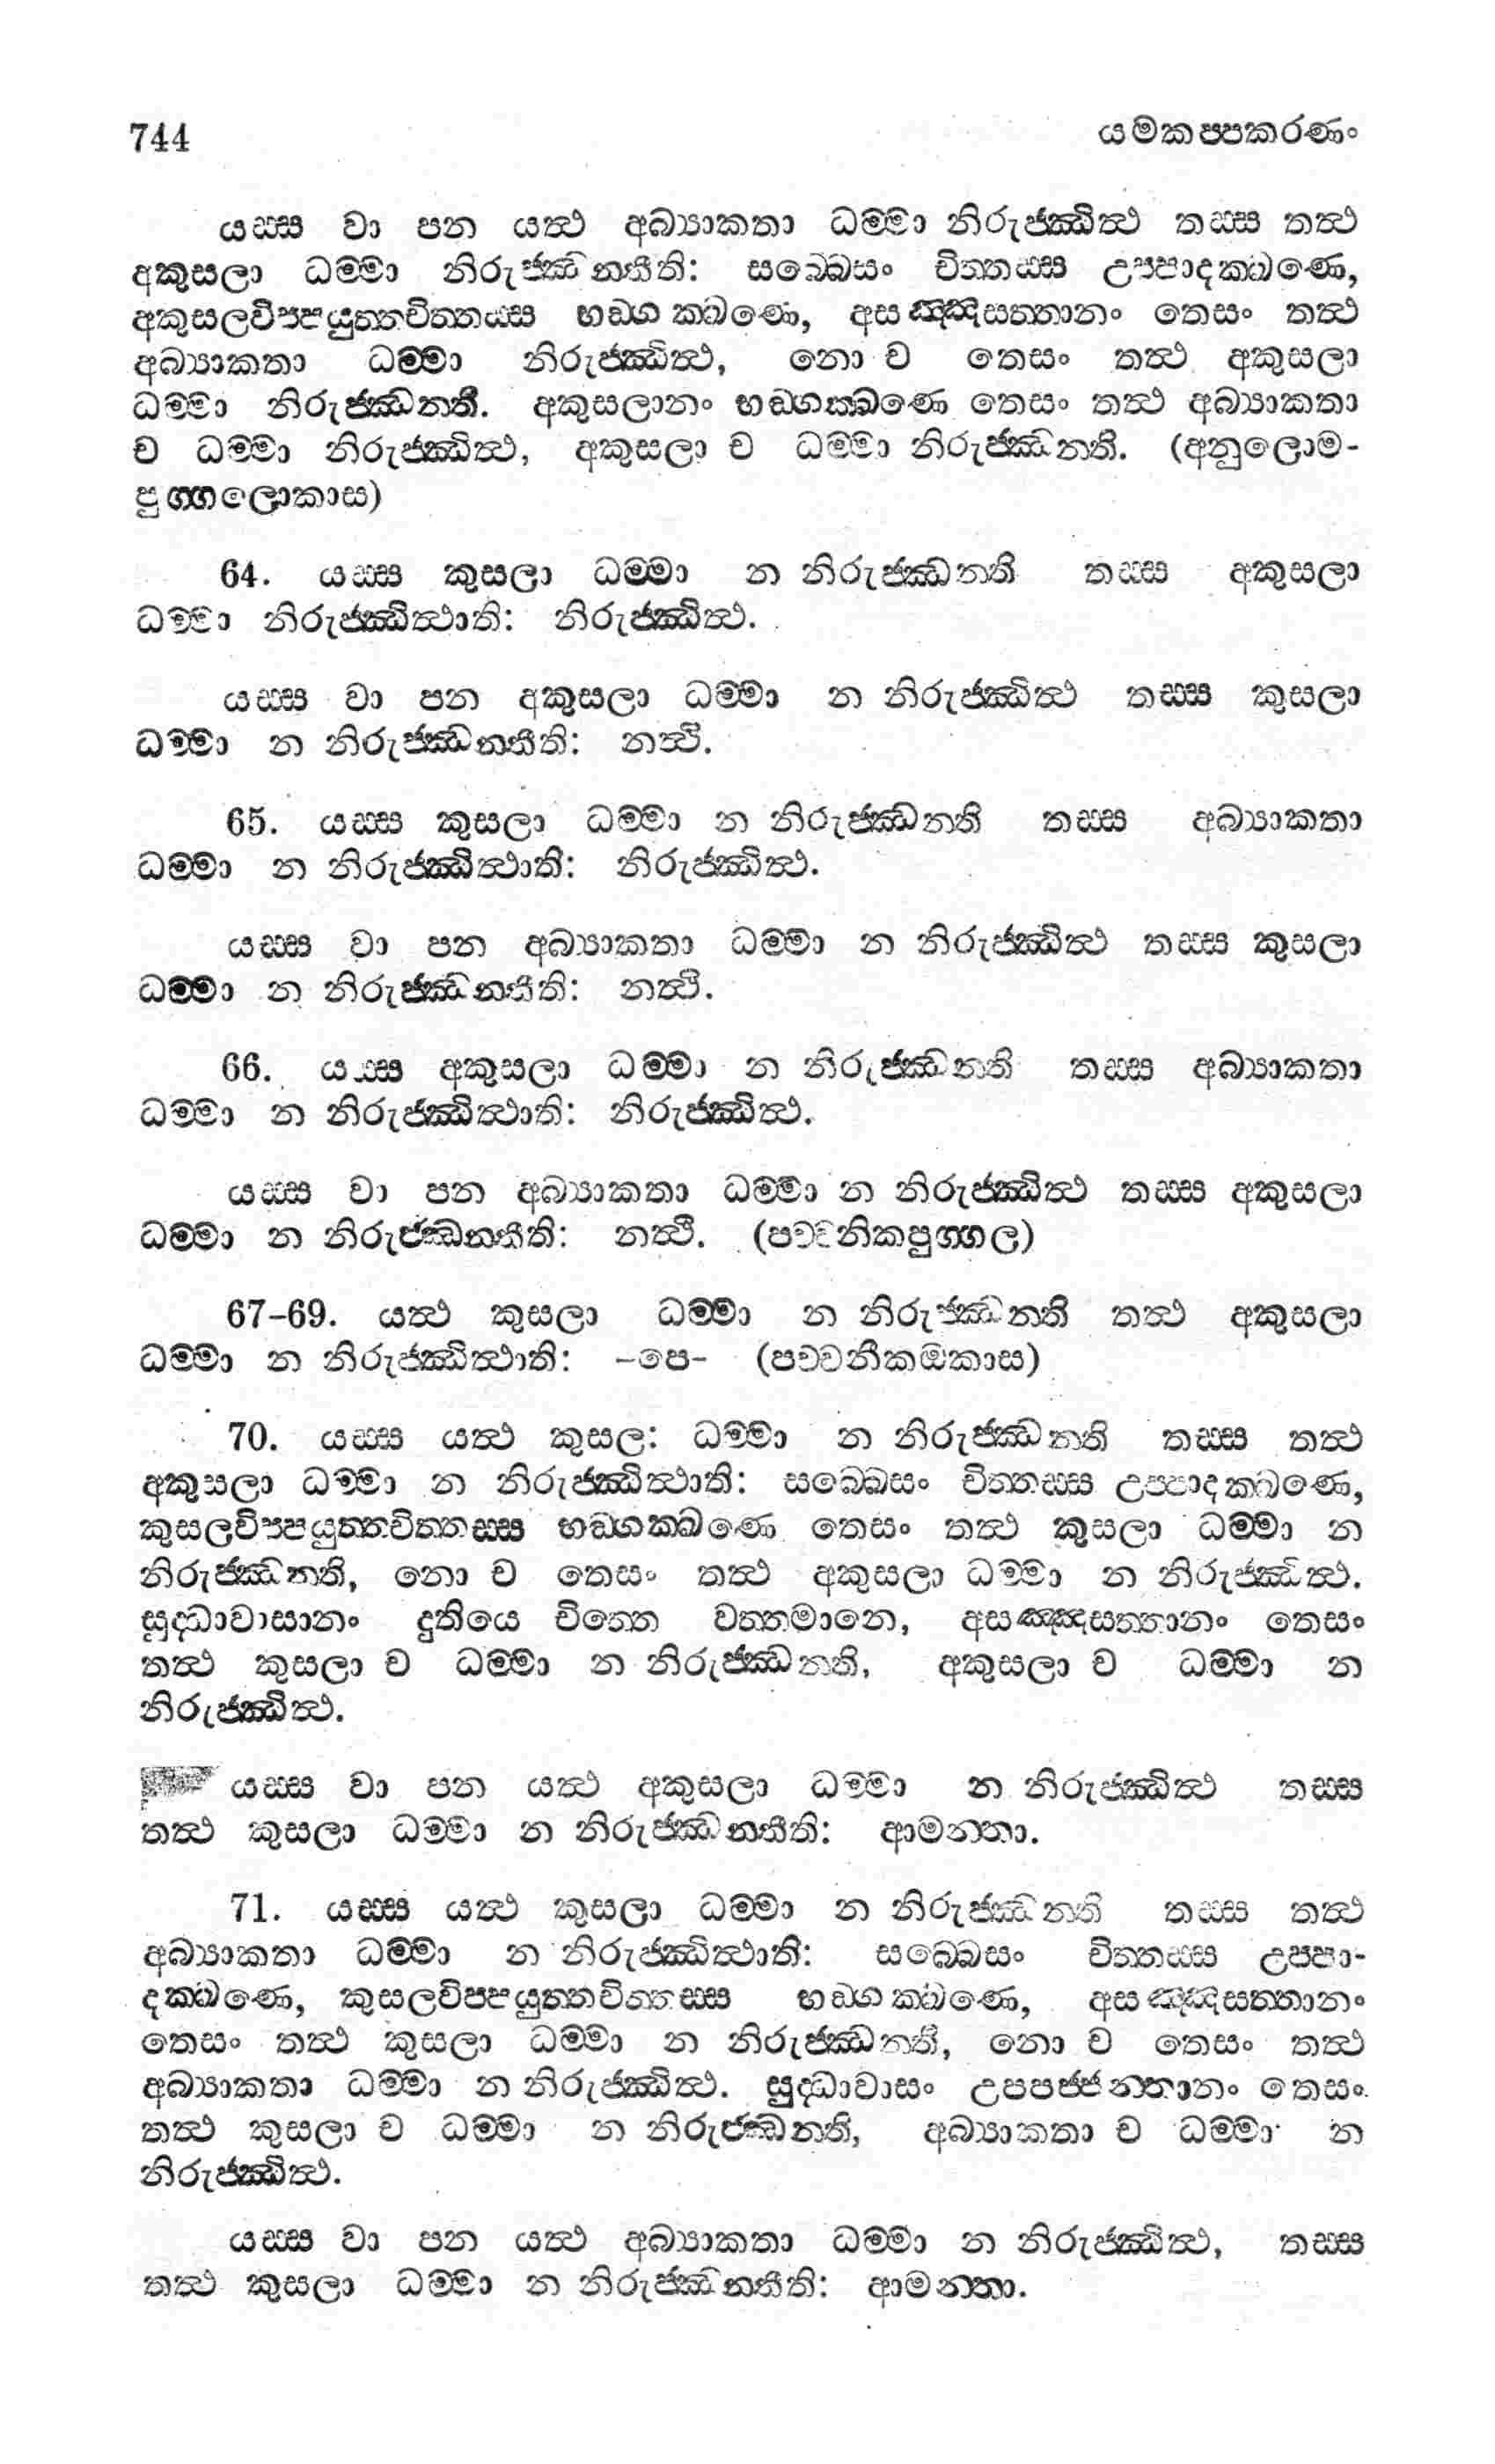 744 යමකප්පකරණං
යස්ස වා පන යත්ථ අබ්‍යාකතා ධම්මා නිරුජ්ඣිත්ථ තස්ස තත්ථ
අකුසලා ධම්මා නිරුජ්ඣන්තීති: සබ්බෙසං චිත්තස්ස උප්පාදක්ඛණෙ,
අකුසලවිප්පයුත්තචිත්තස්ස භඞ්ගක්ඛණෙ, අසඤ්ඤසත්තානං තෙසං තත්ථ
අබ්‍යාකතා ධම්මා නිරුජ්ඣිත්ථ, නො ච තෙසං තත්ථ අකුසලා
ධම්මා නිරුජ්ඣන්ති. අකුසලානං භඞ්ගක්ඛණෙ තෙසං තත්ථ අබ්‍යාකතා
ච ධම්මා නිරුජ්ඣිත්ථ, අකුසලා ච ධම්මා නිරුජ්ඣන්ති. (අනුලොම-
පුග්ගලොකාස)
64. යස්ස කුසලා ධම්මා න නිරුජ්ඣන්ති තස්ස අකුසලා
ධම්මා නිරුජ්ඣිත්ථාති: නිරුජ්ඣිත්ථ.
යස්ස වා පන අකුසලා ධම්මා න නිරුජ්ඣිත්ථ තස්ස කුසලා
ධම්මා න නිරුජ්ඣන්තීති: නත්ථි.
65. යස්ස කුසලා ධම්මා න නිරුජ්ඣන්ති තස්ස අබ්‍යාකතා
ධම්මා න නිරුජ්ඣිත්ථාති: නිරුජ්ඣිත්ථ.
යස්ස වා පන අබ්‍යාකතා ධම්මා න නිරුජ්ඣිත්ථ තස්ස කුසලා
ධම්මා න නිරුජ්ඣන්තීති: නත්ථි.
66. යස්ස අකුසලා ධම්මා න නිරුජ්ඣන්ති තස්ස අබ්‍යාකතා
ධම්මා න නිරුජ්ඣිත්ථාති: නිරුජ්ඣිත්ථ.
යස්ස වා පන අබ්‍යාකතා ධම්මා න නිරුජ්ඣිත්ථ තස්ස අකුසලා
ධම්මා න නිරුජ්ඣන්තීති: නත්ථි. (පච්චනිකපුග්ගල)
67-69. යත්ථ කුසලා ධම්මා න නිරුජ්ඣන්ති තත්ථ අකුසලා
ධම්මා න නිරුජ්ඣිත්ථාති: -පෙ- (පච්චනීකඔකාස)
70. යස්ස යත්ථ කුසල: ධම්මා න නිරුජ්ඣන්ති තස්ස තත්ථ
අකුසලා ධම්මා න නිරුජ්ඣිත්ථාති: සබ්බෙසං චිත්තස්ස උප්පාදක්ඛණෙ,
කුසලවිප්පයුත්තචිත්තස්ස භඞ්ගක්ඛණෙ තෙසං තත්ථ කුසලා ධම්මා න
නිරුජ්ඣන්ති, නො ච තෙසං තත්ථ අකුසලා ධම්මා න නිරුජ්ඣිත්ථ.
සුද්ධාවාසානං දුතියෙ චිත්තෙ වත්තමානෙ, අසඤ්ඤසත්තානං තෙසං
තත්ථ කුසලා ච ධම්මා න නිරුජ්ඣන්ති, අකුසලා ච ධම්මා න
නිරුජ්ඣිත්ථ.
යස්ස වා පන යත්ථ අකුසලා ධම්මා න නිරුජ්ඣිත්ථ තස්ස
තත්ථ කුසලා ධම්මා න නිරුජ්ඣන්තීති: ආමන්තා.
71. යස්ස යත්ථ කුසලා ධම්මා න නිරුජ්ඣන්ති තස්ස තත්ථ
අබ්‍යාකතා ධම්මා න නිරුජ්ඣිත්ථාති: සබ්බෙසං චිත්තස්ස උප්පා-
දක්ඛණෙ, කුසලවිප්පයුත්තචිත්තස්ස භඞ්ගක්ඛණෙ, අසඤ්ඤසත්තානං
තෙසං තත්ථ කුසලා ධම්මා න නිරුජ්ඣන්ති, නො ච තෙසං තත්ථ
අබ්‍යාකතා ධම්මා න නිරුජ්ඣිත්ථ. සුද්ධාවාසං උපපජ්ජන්තානං තෙසං
තත්ථ කුසලා ච ධම්මා න නිරුජ්ඣන්ති, අබ්‍යාකතා ච ධම්මා න
නිරුජ්ඣිත්ථ.
යස්ස වා පන යත්ථ අබ්‍යාකතා ධම්මා න නිරුජ්ඣිත්ථ, තස්ස
තත්ථ කුසලා ධම්මා න නිරුජ්ඣන්තීති: ආමන්තා.